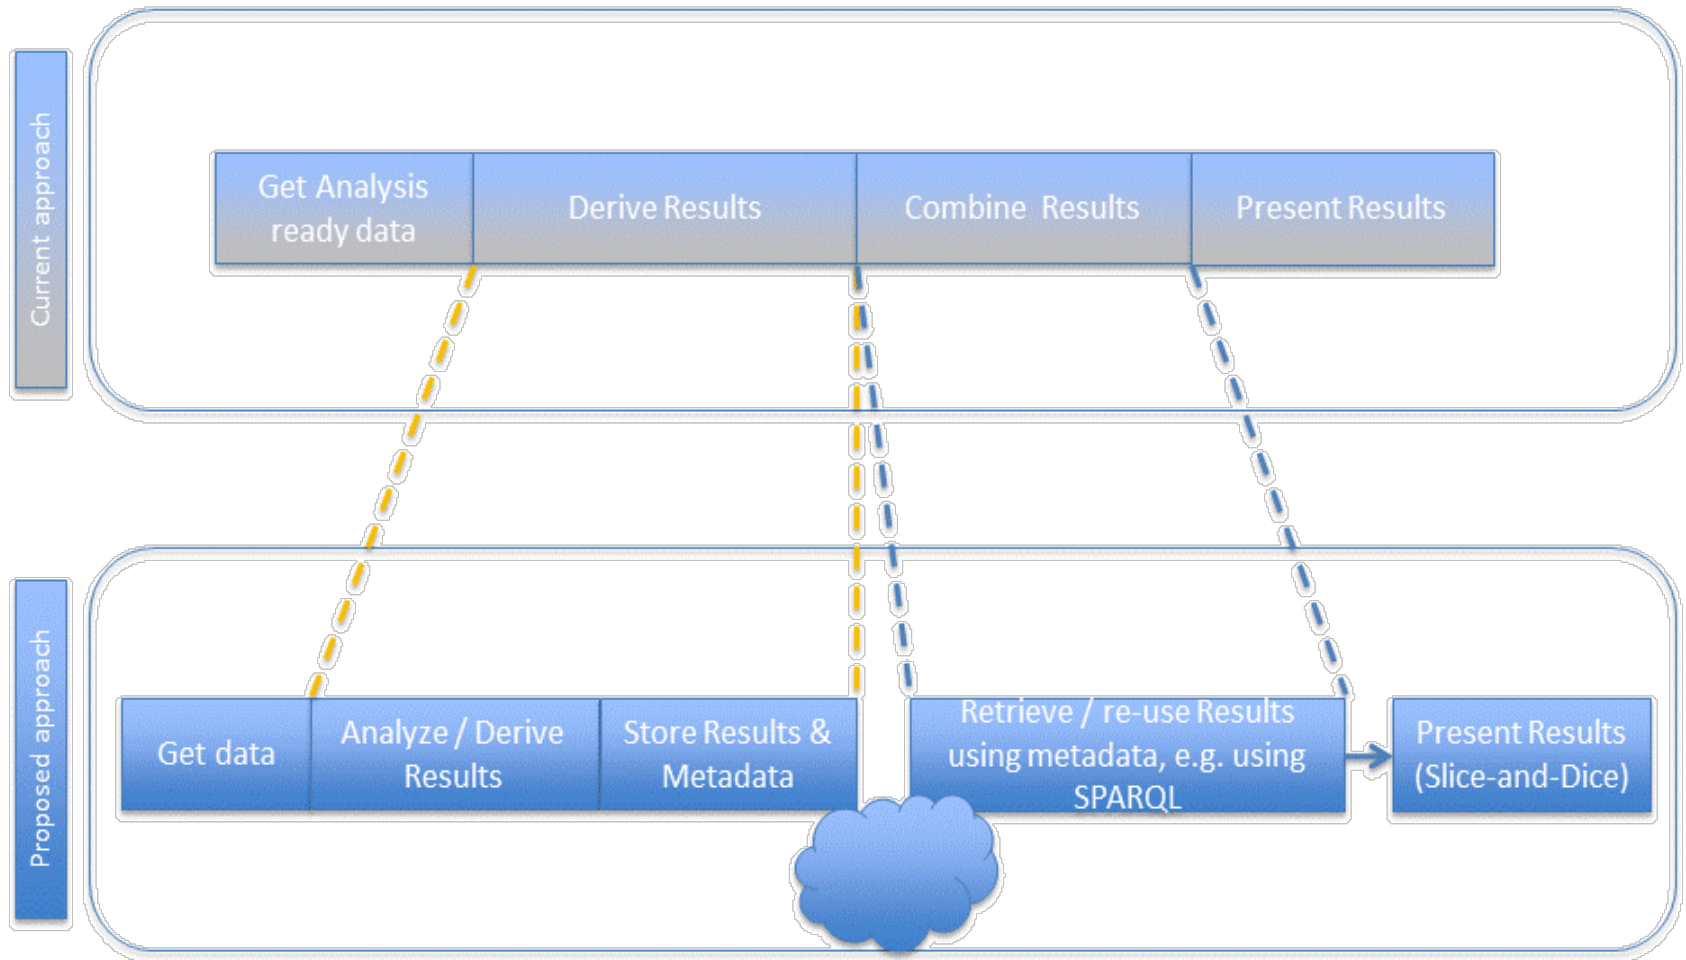 Current approach
Get Analysis
ready data
Derive Results
Combine Results
Present Results
Proposed approach
Get data
Analyze / Derive
Results
Store Results &
Metadata
Retrieve / re-use Results
using metadata, e.g. using
SPARQL
Present Results
(Slice-and-Dice)